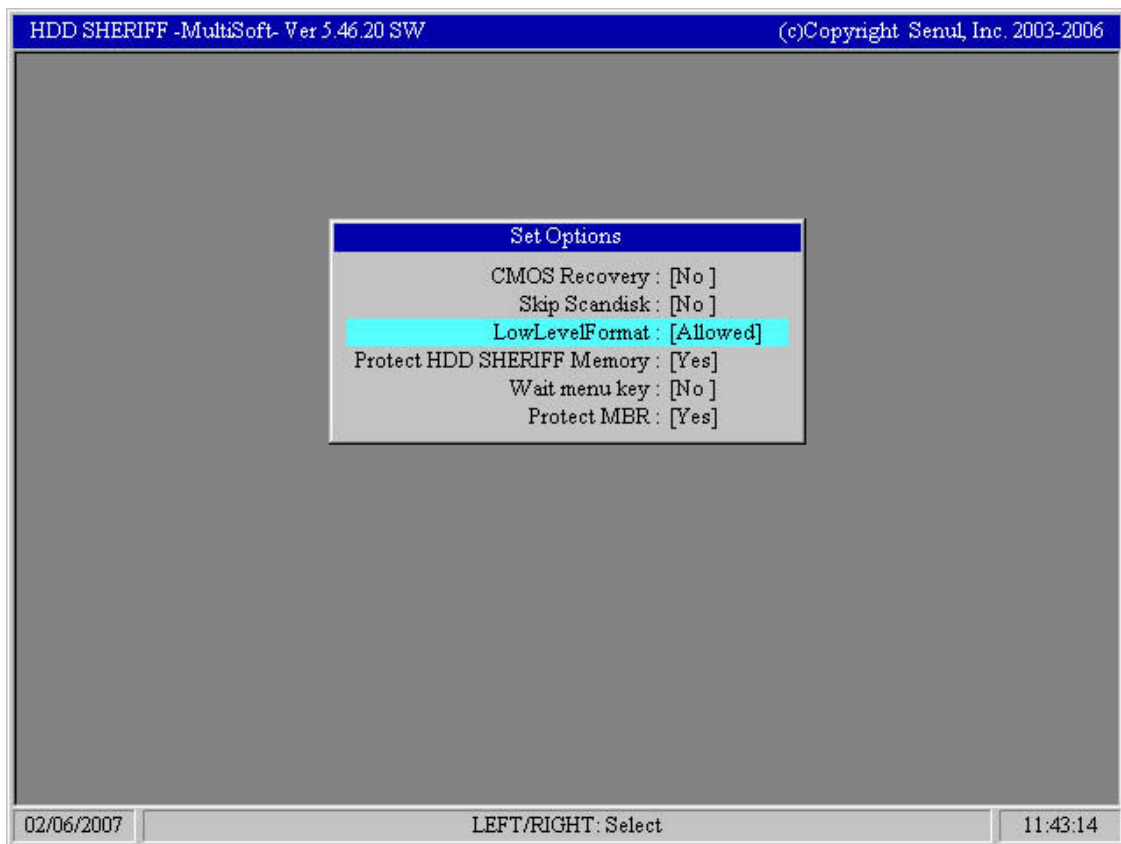 HDD SHERIFF -MultiSoft- Ver 5.46.20 SW (c)Copyright Senul, Inc. 2003-2006
Set Options
CMOS Recovery : [No ]
Skip Scandisk : [No ]
LowLevelFormat : [Allowed]
Protect HDD SHERIFF Memory : [Yes]
Wait menu key : [No ]
Protect MBR : [Yes]
02/06/2007 LEFT/RIGHT: Select 11:43:14